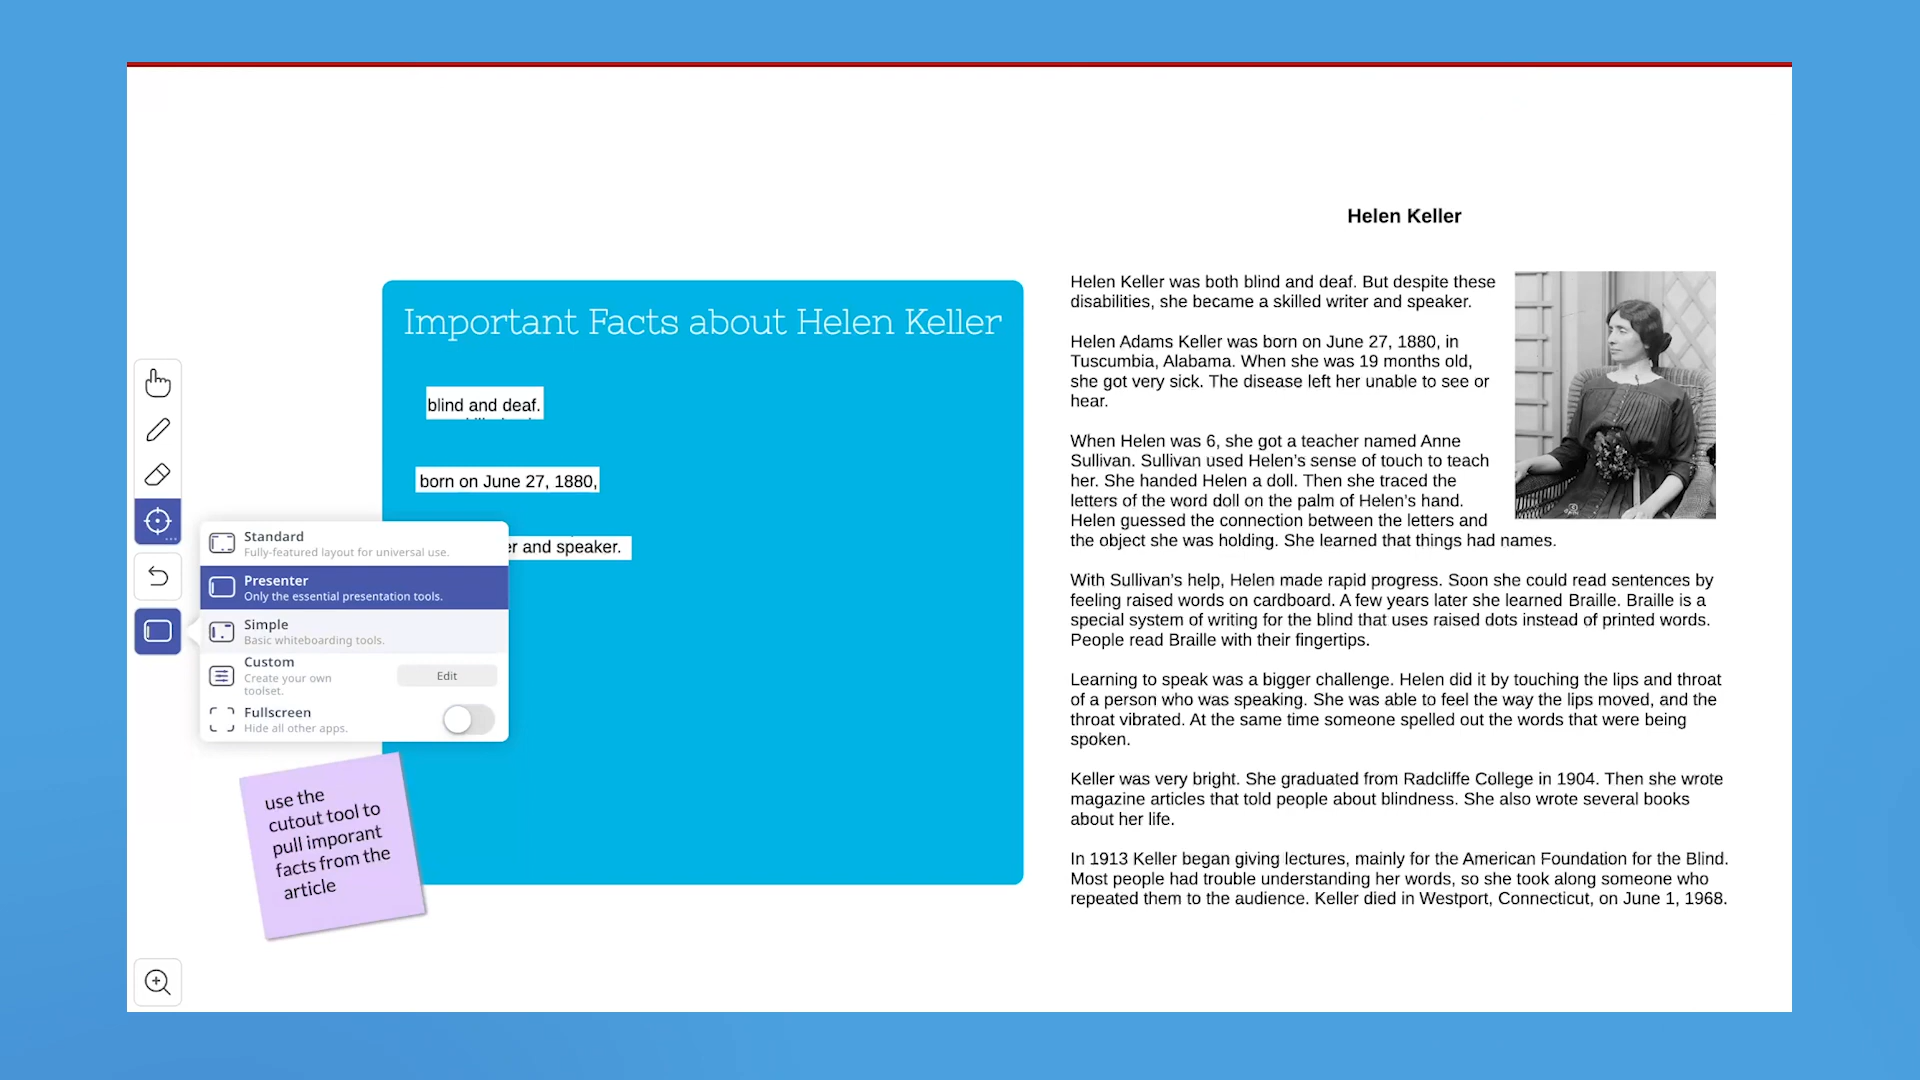 Important Facts about Helen Keller
blind and deaf.
born on June 27, 1880,
er and speaker.
Standard
Fully-featured layout for universal use.
Presenter
Only the essential presentation tools.
Simple
Basic whiteboarding tools.
Custom
Create your own
toolset.
Edit
Fullscreen
Hide all other apps.
use the
cutout tool to
pull imporant
facts from the
article
Helen Keller
Helen Keller was both blind and deaf. But despite these
disabilities, she became a skilled writer and speaker.
Helen Adams Keller was born on June 27, 1880, in
Tuscumbia, Alabama. When she was 19 months old,
she got very sick. The disease left her unable to see or
hear.
When Helen was 6, she got a teacher named Anne
Sullivan. Sullivan used Helen’s sense of touch to teach
her. She handed Helen a doll. Then she traced the
letters of the word doll on the palm of Helen’s hand.
Helen guessed the connection between the letters and
the object she was holding. She learned that things had names.
With Sullivan’s help, Helen made rapid progress. Soon she could read sentences by
feeling raised words on cardboard. A few years later she learned Braille. Braille is a
special system of writing for the blind that uses raised dots instead of printed words.
People read Braille with their fingertips.
Learning to speak was a bigger challenge. Helen did it by touching the lips and throat
of a person who was speaking. She was able to feel the way the lips moved, and the
throat vibrated. At the same time someone spelled out the words that were being
spoken.
Keller was very bright. She graduated from Radcliffe College in 1904. Then she wrote
magazine articles that told people about blindness. She also wrote several books
about her life.
In 1913 Keller began giving lectures, mainly for the American Foundation for the Blind.
Most people had trouble understanding her words, so she took along someone who
repeated them to the audience. Keller died in Westport, Connecticut, on June 1, 1968.